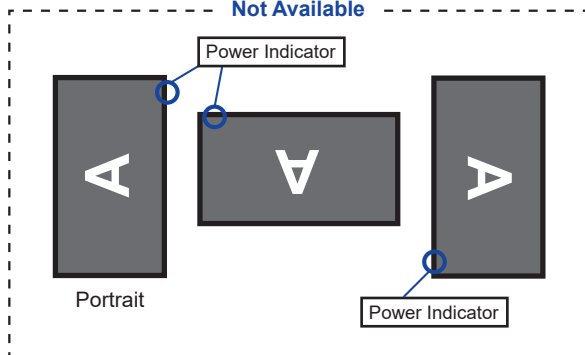 Not Available
Power Indicator
A
A
A
Portrait
Power Indicator